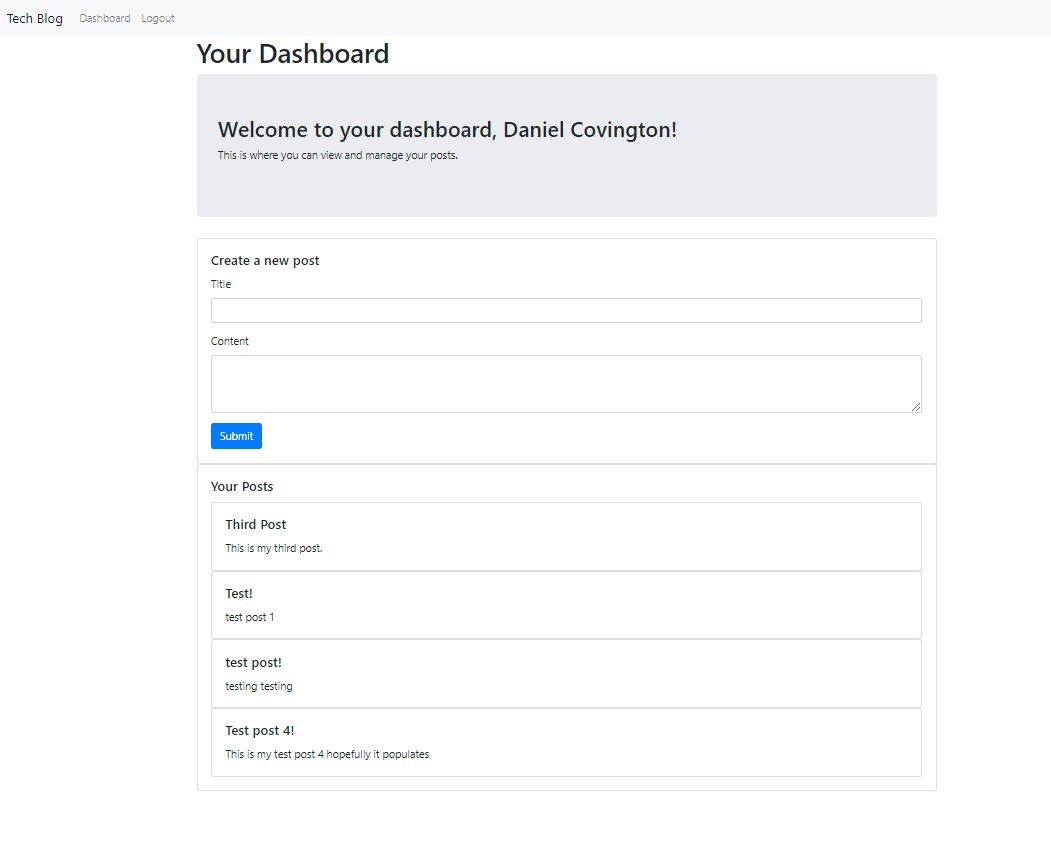 Tech Blog Dashboard Logout
Your Dashboard
Welcome to your dashboard, Daniel Covington!
This is where you can view and manage your posts.
Create a new post
Title
Content
Submit
Your Posts
Third Post
This is my third post.
Test!
test post 1
test post!
testing testing
Test post 4!
This is my test post 4 hopefully it populates